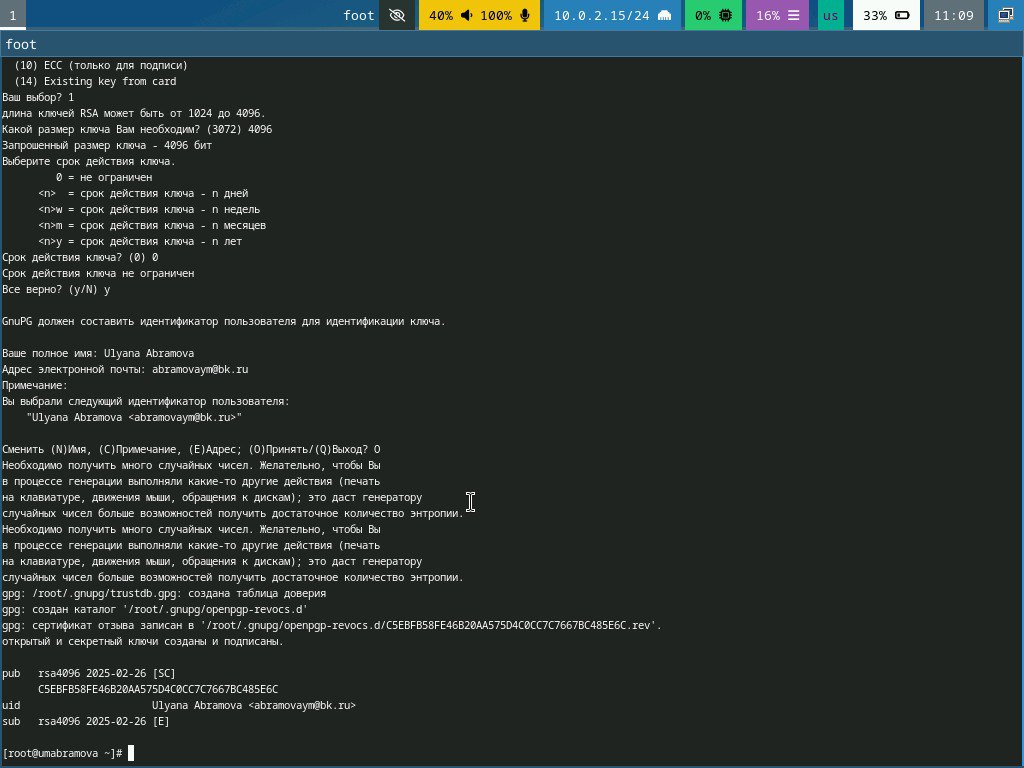 1 foot 40% 100% 10.0.2.15/24 0% 16% us 33% 11:09
foot
(10) ECC (только для подписи)
(14) Existing key from card
Ваш выбор? 1
длина ключей RSA может быть от 1024 до 4096.
Какой размер ключа Вам необходим? (3072) 4096
Запрошенный размер ключа - 4096 бит
Выберите срок действия ключа.
0 = не ограничен
<n>  = срок действия ключа - n дней
<n>w = срок действия ключа - n недель
<n>m = срок действия ключа - n месяцев
<n>y = срок действия ключа - n лет
Срок действия ключа? (0) 0
Срок действия ключа не ограничен
Все верно? (y/N) y
GnuPG должен составить идентификатор пользователя для идентификации ключа.
Ваше полное имя: Ulyana Abramova
Адрес электронной почты: abramovaym@bk.ru
Примечание:
Вы выбрали следующий идентификатор пользователя:
"Ulyana Abramova <abramovaym@bk.ru>"
Сменить (N)Имя, (C)Примечание, (E)Адрес; (O)Принять/(Q)Выход? O
Необходимо получить много случайных чисел. Желательно, чтобы Вы
в процессе генерации выполняли какие-то другие действия (печать
на клавиатуре, движения мыши, обращения к дискам); это даст генератору
случайных чисел больше возможностей получить достаточное количество энтропии.
Необходимо получить много случайных чисел. Желательно, чтобы Вы
в процессе генерации выполняли какие-то другие действия (печать
на клавиатуре, движения мыши, обращения к дискам); это даст генератору
случайных чисел больше возможностей получить достаточное количество энтропии.
gpg: /root/.gnupg/trustdb.gpg: создана таблица доверия
gpg: создан каталог '/root/.gnupg/openpgp-revocs.d'
gpg: сертификат отзыва записан в '/root/.gnupg/openpgp-revocs.d/C5EBFB58FE46B20AA575D4C0CC7C7667BC485E6C.rev'.
открытый и секретный ключи созданы и подписаны.
pub   rsa4096 2025-02-26 [SC]
C5EBFB58FE46B20AA575D4C0CC7C7667BC485E6C
uid                      Ulyana Abramova <abramovaym@bk.ru>
sub   rsa4096 2025-02-26 [E]
[root@umabramova ~]#